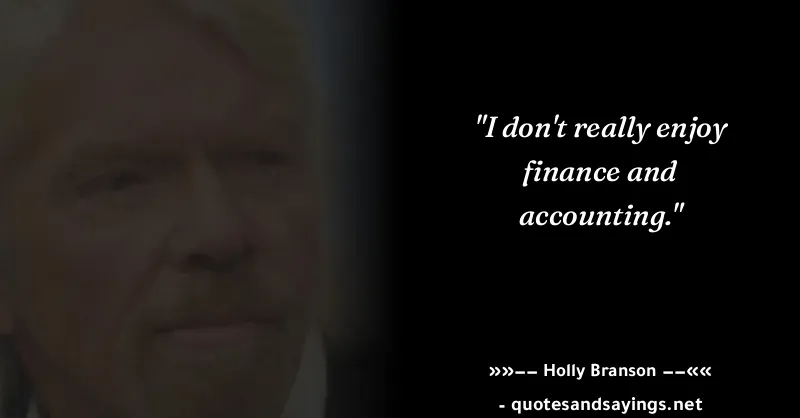 "I don't really enjoy
finance and
accounting."
»»−− Holly Branson −−««
- quotesandsayings.net